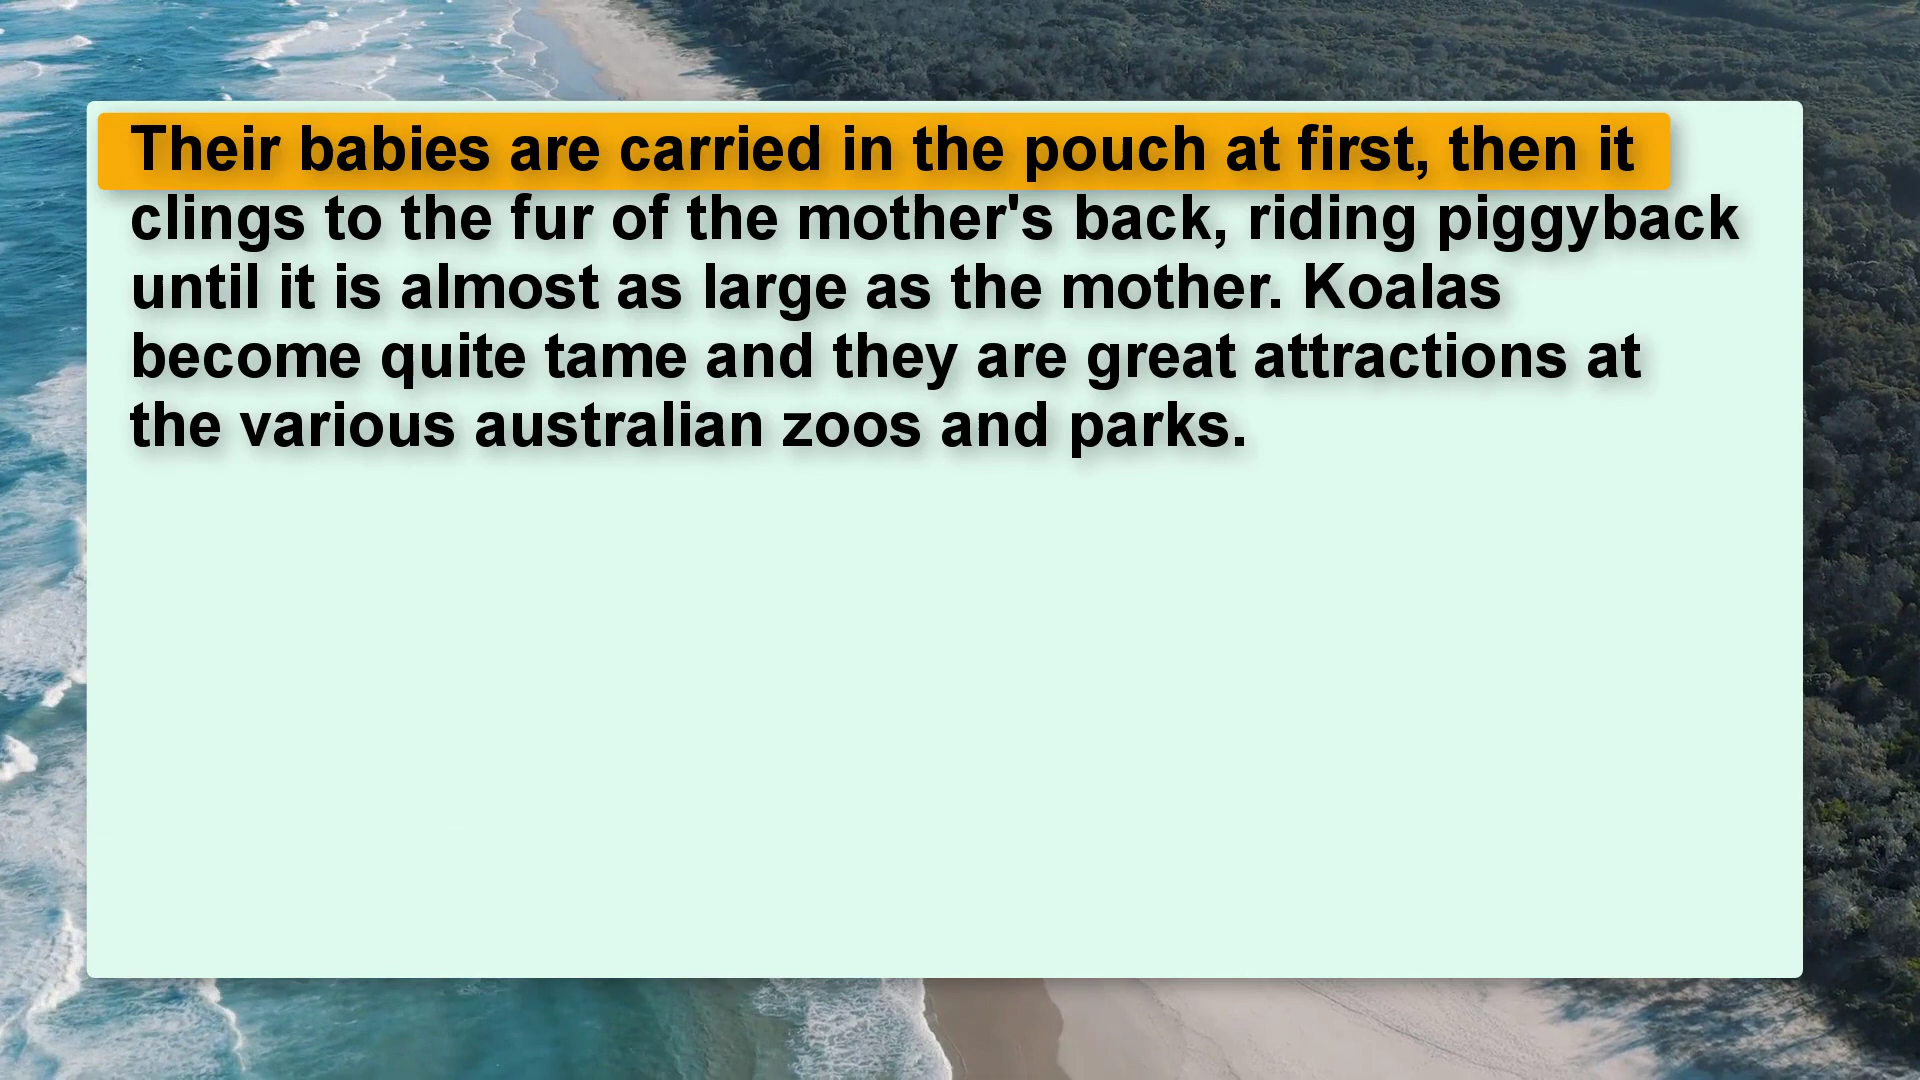 Their babies are carried in the pouch at first, then it
clings to the fur of the mother's back, riding piggyback
until it is almost as large as the mother. Koalas
become quite tame and they are great attractions at
the various australian zoos and parks.